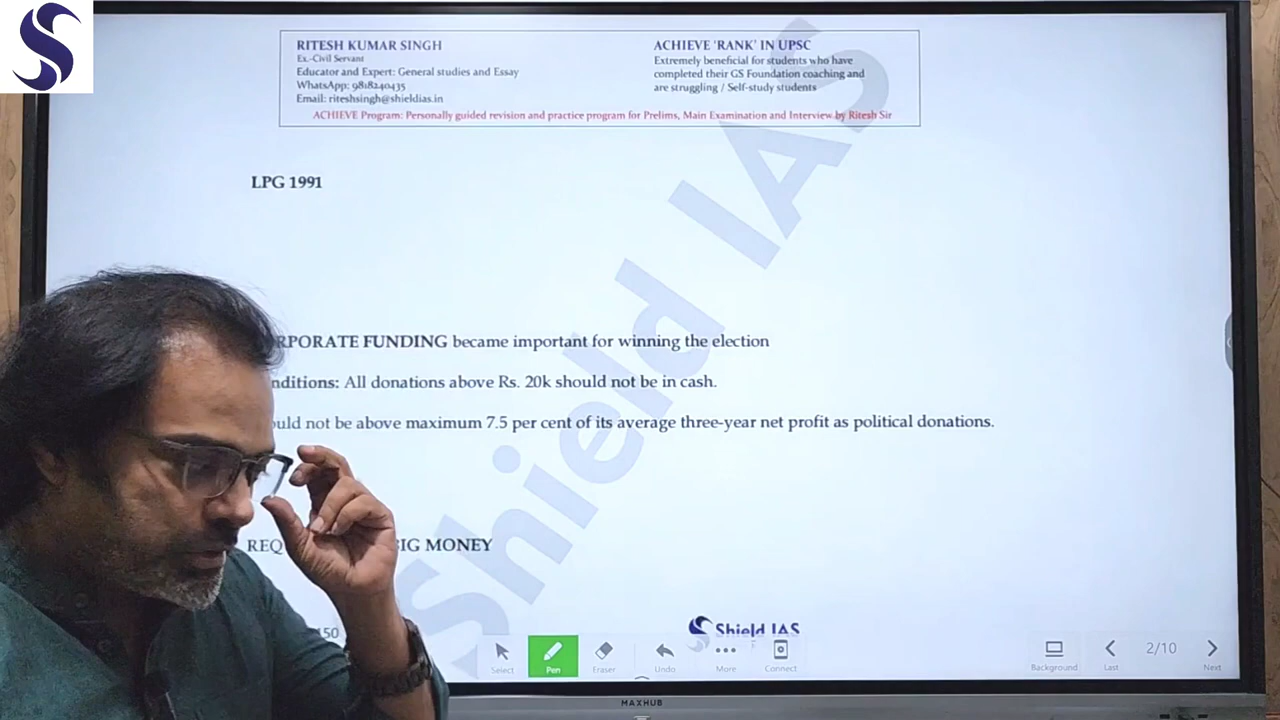 RITESH KUMAR SINGH
Ex.-Civil Servant
Educator and Expert: General studies and Essay
WhatsApp: 9818240435
Email: riteshsingh@shieldias.in
ACHIEVE 'RANK' IN UPSC
Extremely beneficial for students who have
completed their GS Foundation coaching and
are struggling / Self-study students
ACHIEVE Program: Personally guided revision and practice program for Prelims, Main Examination and Interview by Ritesh Sir
LPG 1991
RPORATE FUNDING became important for winning the election
nditions: All donations above Rs. 20k should not be in cash.
uld not be above maximum 7.5 per cent of its average three-year net profit as political donations.
REQ IG MONEY
150
Shield IAS
Shield IAS
Select
Pen
Eraser
Undo
More
Connect
Background
Last
2/10
Next
MAXHUB